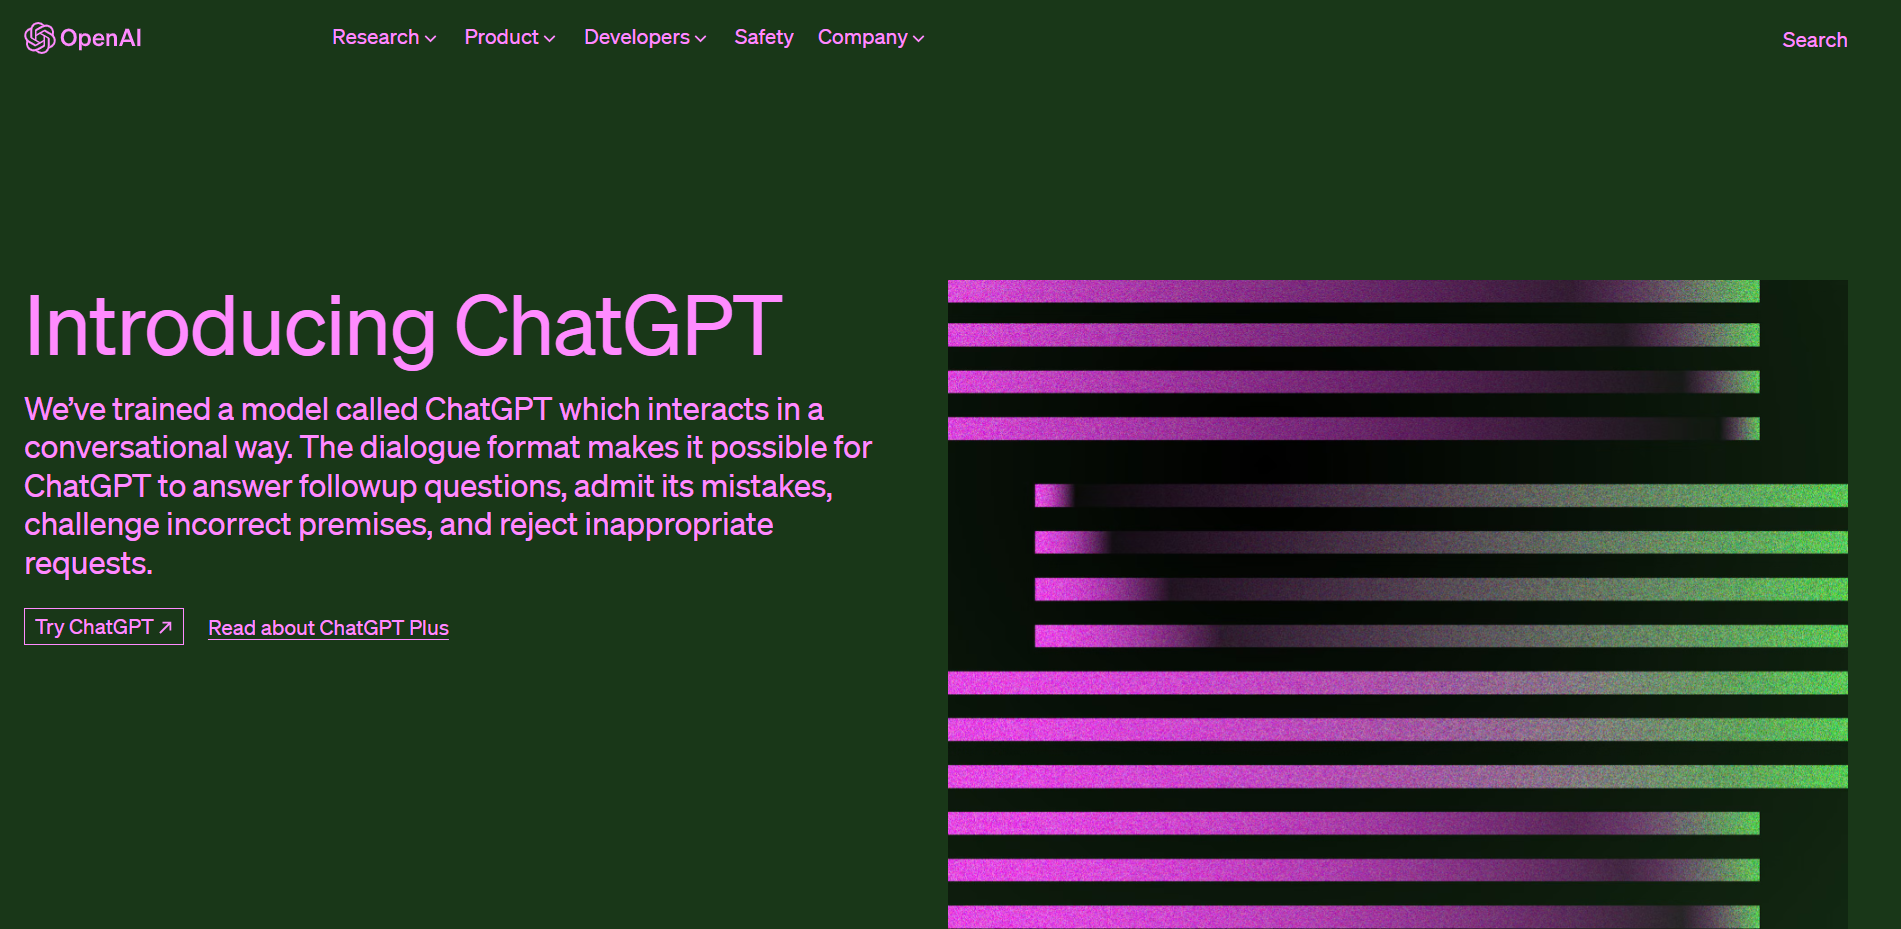 OpenAI
Research
Product
Developers
Safety
Company
Search
Introducing ChatGPT
We’ve trained a model called ChatGPT which interacts in a
conversational way. The dialogue format makes it possible for
ChatGPT to answer followup questions, admit its mistakes,
challenge incorrect premises, and reject inappropriate
requests.
Try ChatGPT ↗
Read about ChatGPT Plus